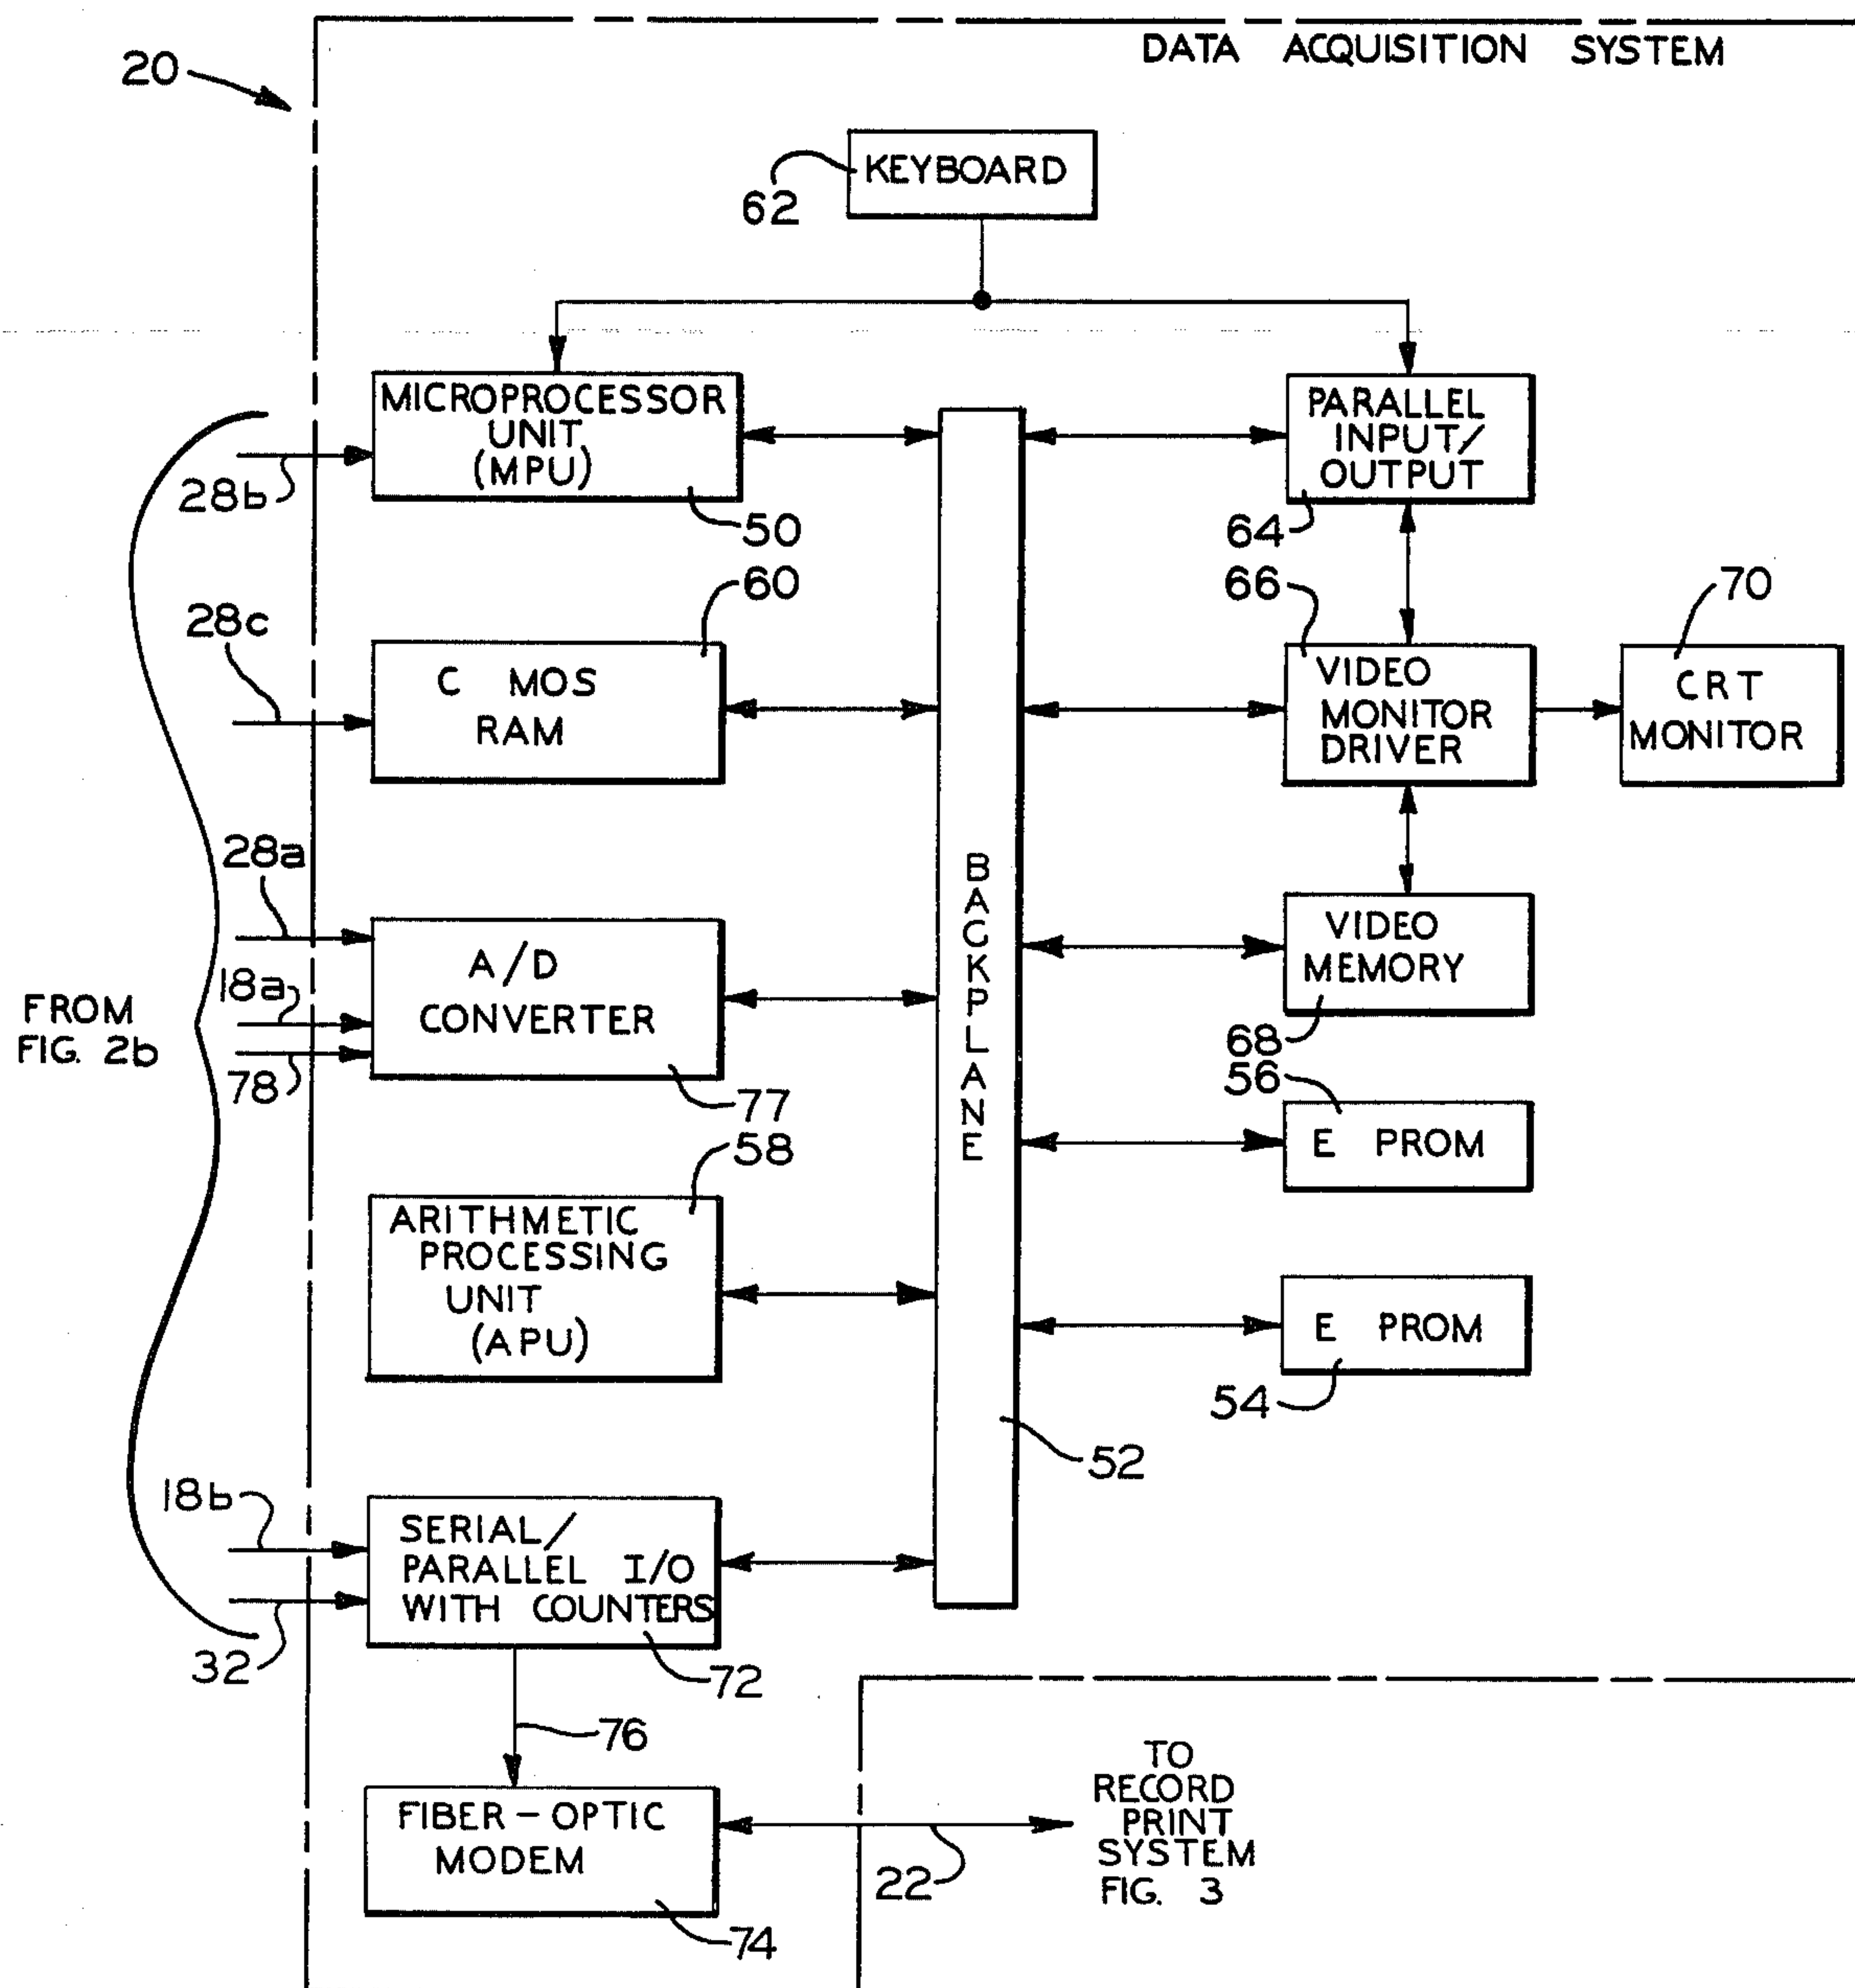 DATA ACQUISITION SYSTEM
20
KEYBOARD
62
MICROPROCESSOR
UNIT
(MPU)
50
28b
PARALLEL
INPUT/
OUTPUT
64
60
C MOS
RAM
28c
66
VIDEO
MONITOR
DRIVER
70
CRT
MONITOR
28a
18a
78
A/D
CONVERTER
77
FROM
FIG. 2b
BACKPLANE
52
VIDEO
MEMORY
68
56
E PROM
58
ARITHMETIC
PROCESSING
UNIT
(APU)
E PROM
54
18b
32
SERIAL/
PARALLEL I/O
WITH COUNTERS
72
76
FIBER-OPTIC
MODEM
74
22
TO
RECORD
PRINT
SYSTEM
FIG. 3